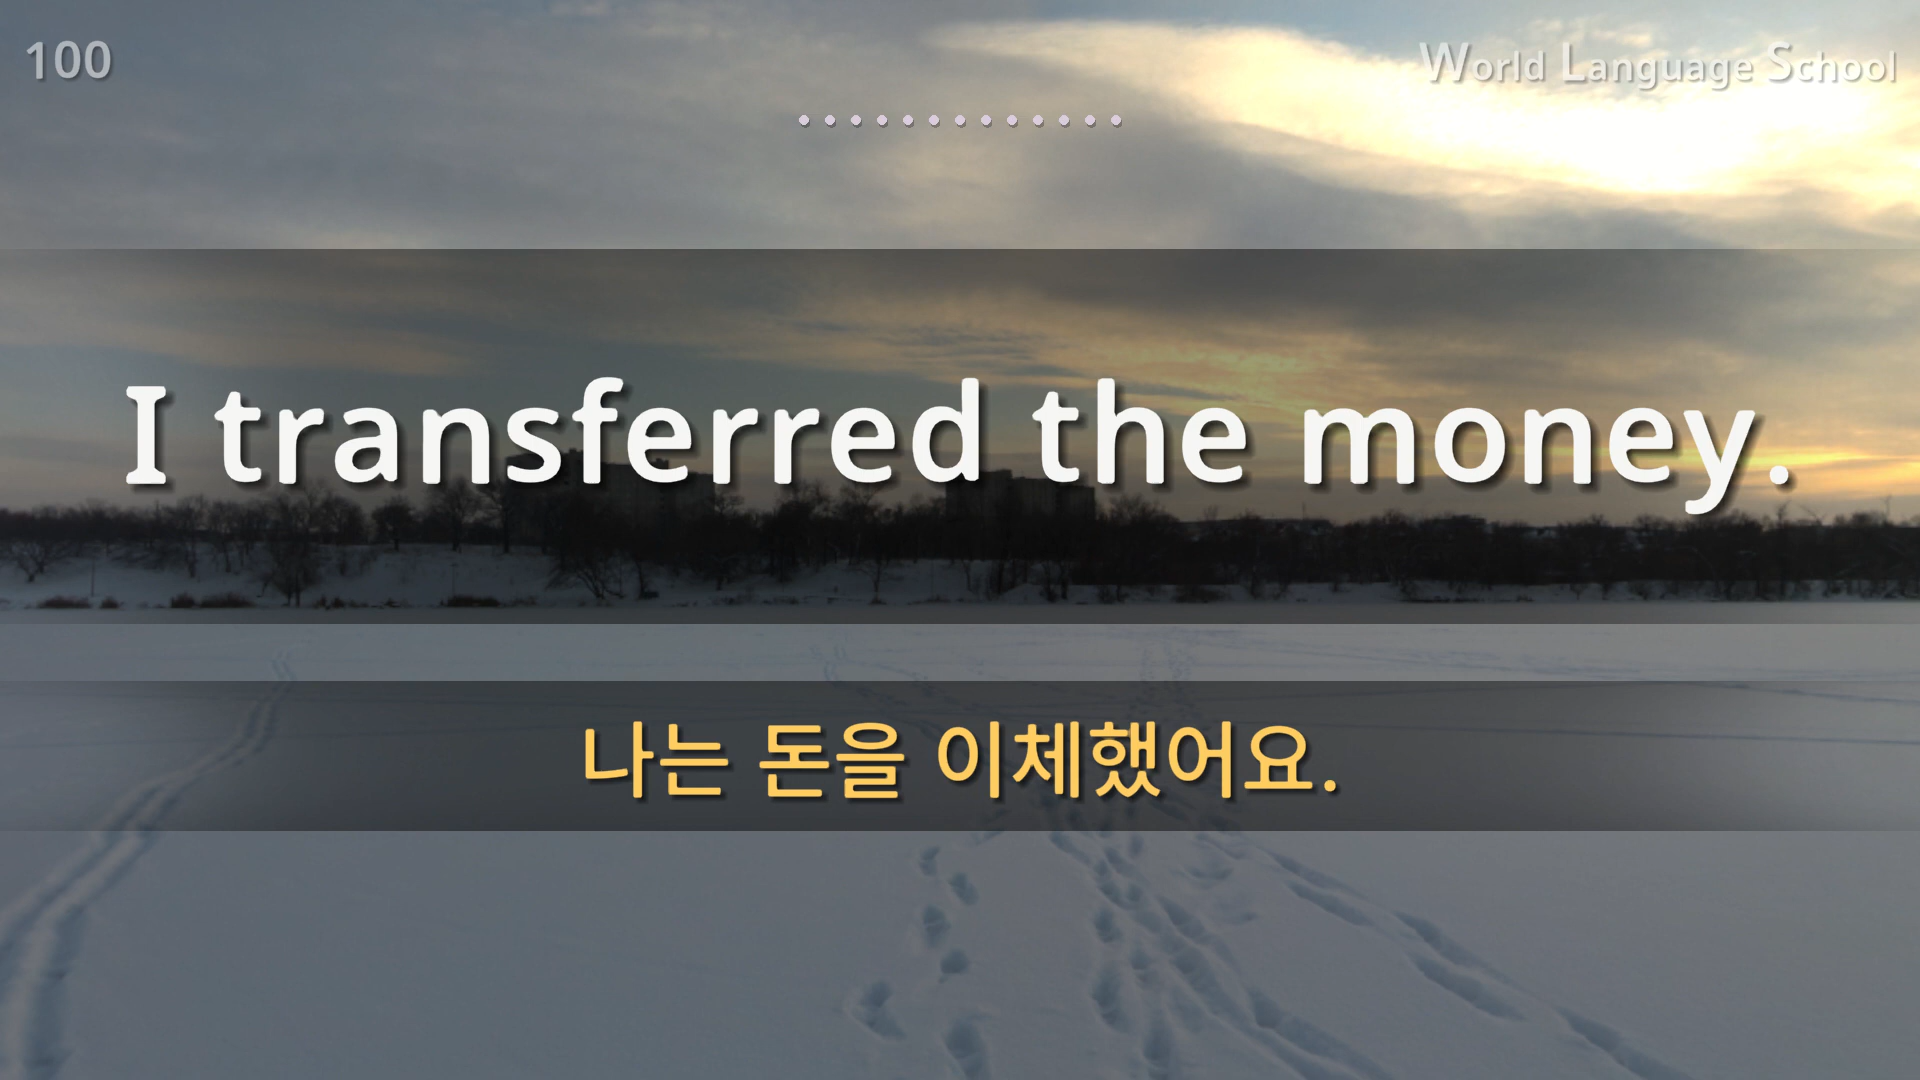 100
World Language School
I transferred the money.
나는 돈을 이체했어요.